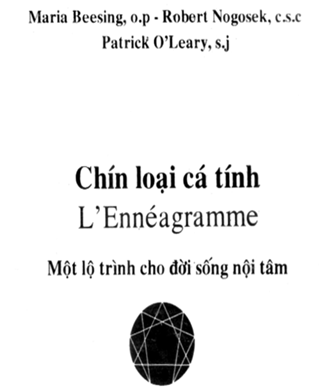 Maria Beesing, o.p - Robert Nogosek, c.s.c
Patrick O'Leary, s.j
Chín loại cá tính
L'Ennéagramme
Một lộ trình cho đời sống nội tâm